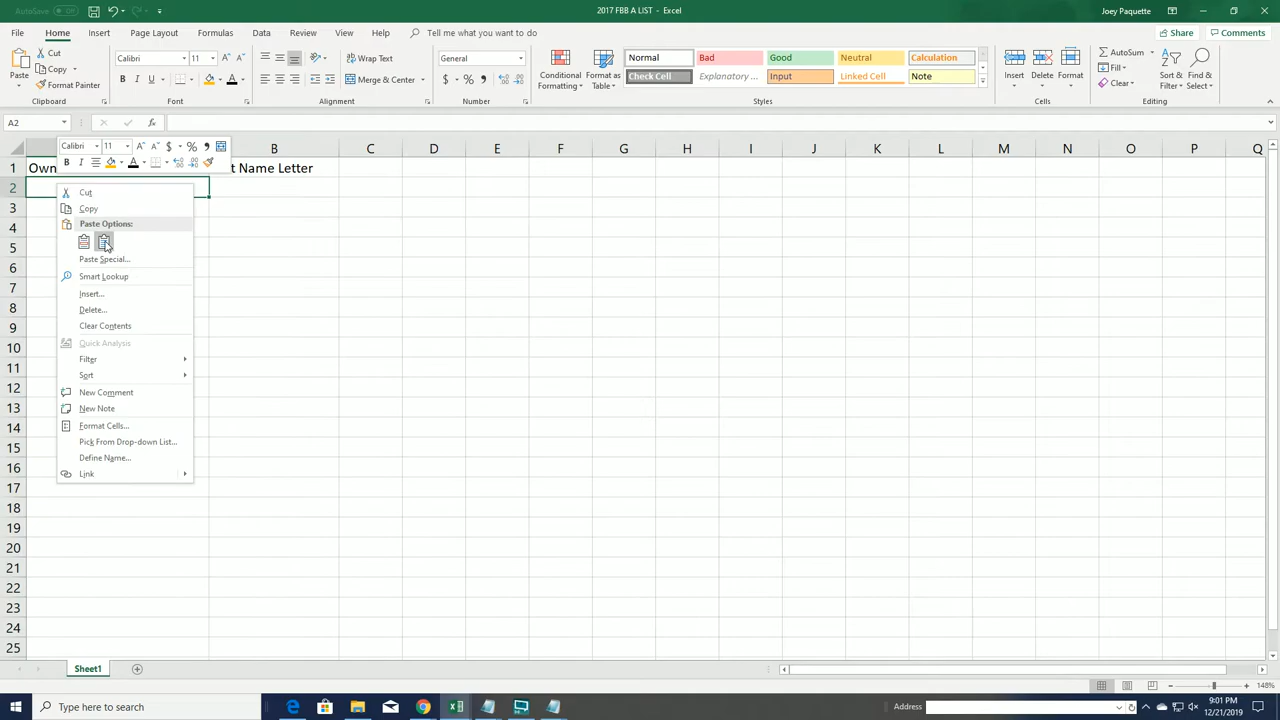 AutoSave Off
2017 FBB A LIST - Excel
Joey Paquette
File Home Insert Page Layout Formulas Data Review View Help Tell me what you want to do Share Comments
Paste
Cut
Copy
Format Painter
Clipboard
Calibri 11
B I U
Font
Wrap Text
Merge & Center
Alignment
General
$ % ,
Number
Conditional
Formatting
Format as
Table
Normal Bad Good Neutral Calculation
Check Cell Explanatory ... Input Linked Cell Note
Styles
Insert Delete Format
Cells
AutoSum
Fill
Clear
Sort &
Filter
Find &
Select
Editing
A2 fx
Calibri 11 A A $ % ,
B I A
B C D E F G H I J K L M N O P Q
1 Own t Name Letter
2
3
4
5
6
7
8
9
10
11
12
13
14
15
16
17
18
19
20
21
22
23
24
25
Cut
Copy
Paste Options:
Paste Special...
Smart Lookup
Insert...
Delete...
Clear Contents
Quick Analysis
Filter
Sort
New Comment
New Note
Format Cells...
Pick From Drop-down List...
Define Name...
Link
Sheet1
148%
Type here to search
Address
9:01 PM
12/21/2019